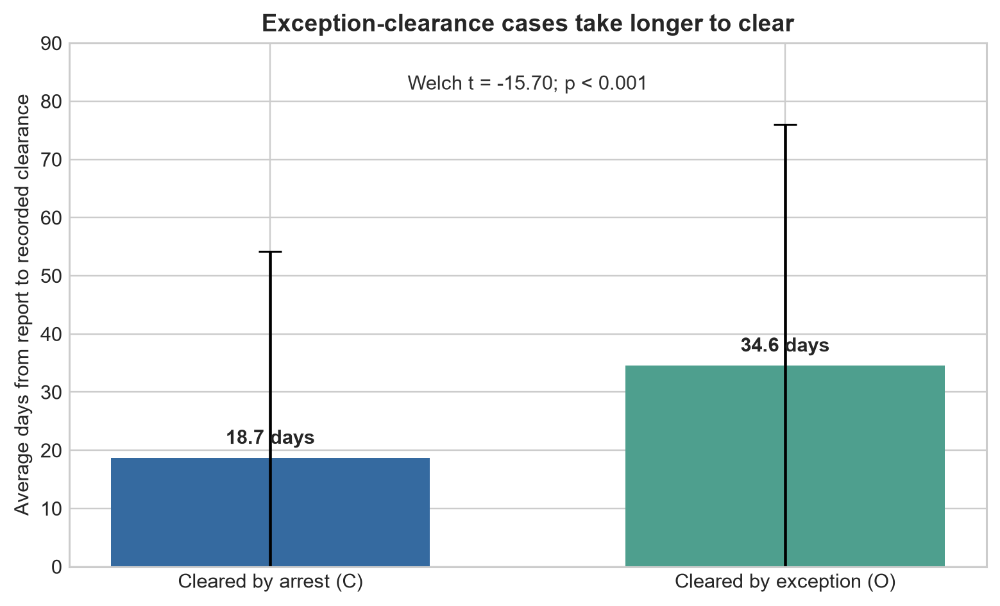 Exception-clearance cases take longer to clear
Average days from report to recorded clearance
90
80
70
60
50
40
30
20
10
0
Welch t = -15.70; p < 0.001
18.7 days
34.6 days
Cleared by arrest (C)
Cleared by exception (O)